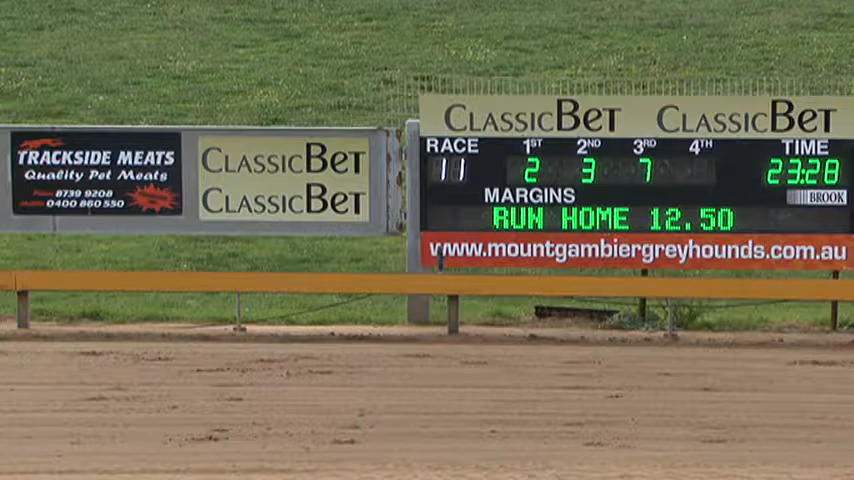 TRACKSIDE MEATS
Quality Pet Meats
8739 9208
0400 860 550
CLASSICBET
CLASSICBET
CLASSICBET CLASSICBET
RACE 1ST 2ND 3RD 4TH TIME
11 2 3 7 23:28
MARGINS BROOK
RUN HOME 12.50
www.mountgambiergreyhounds.com.au